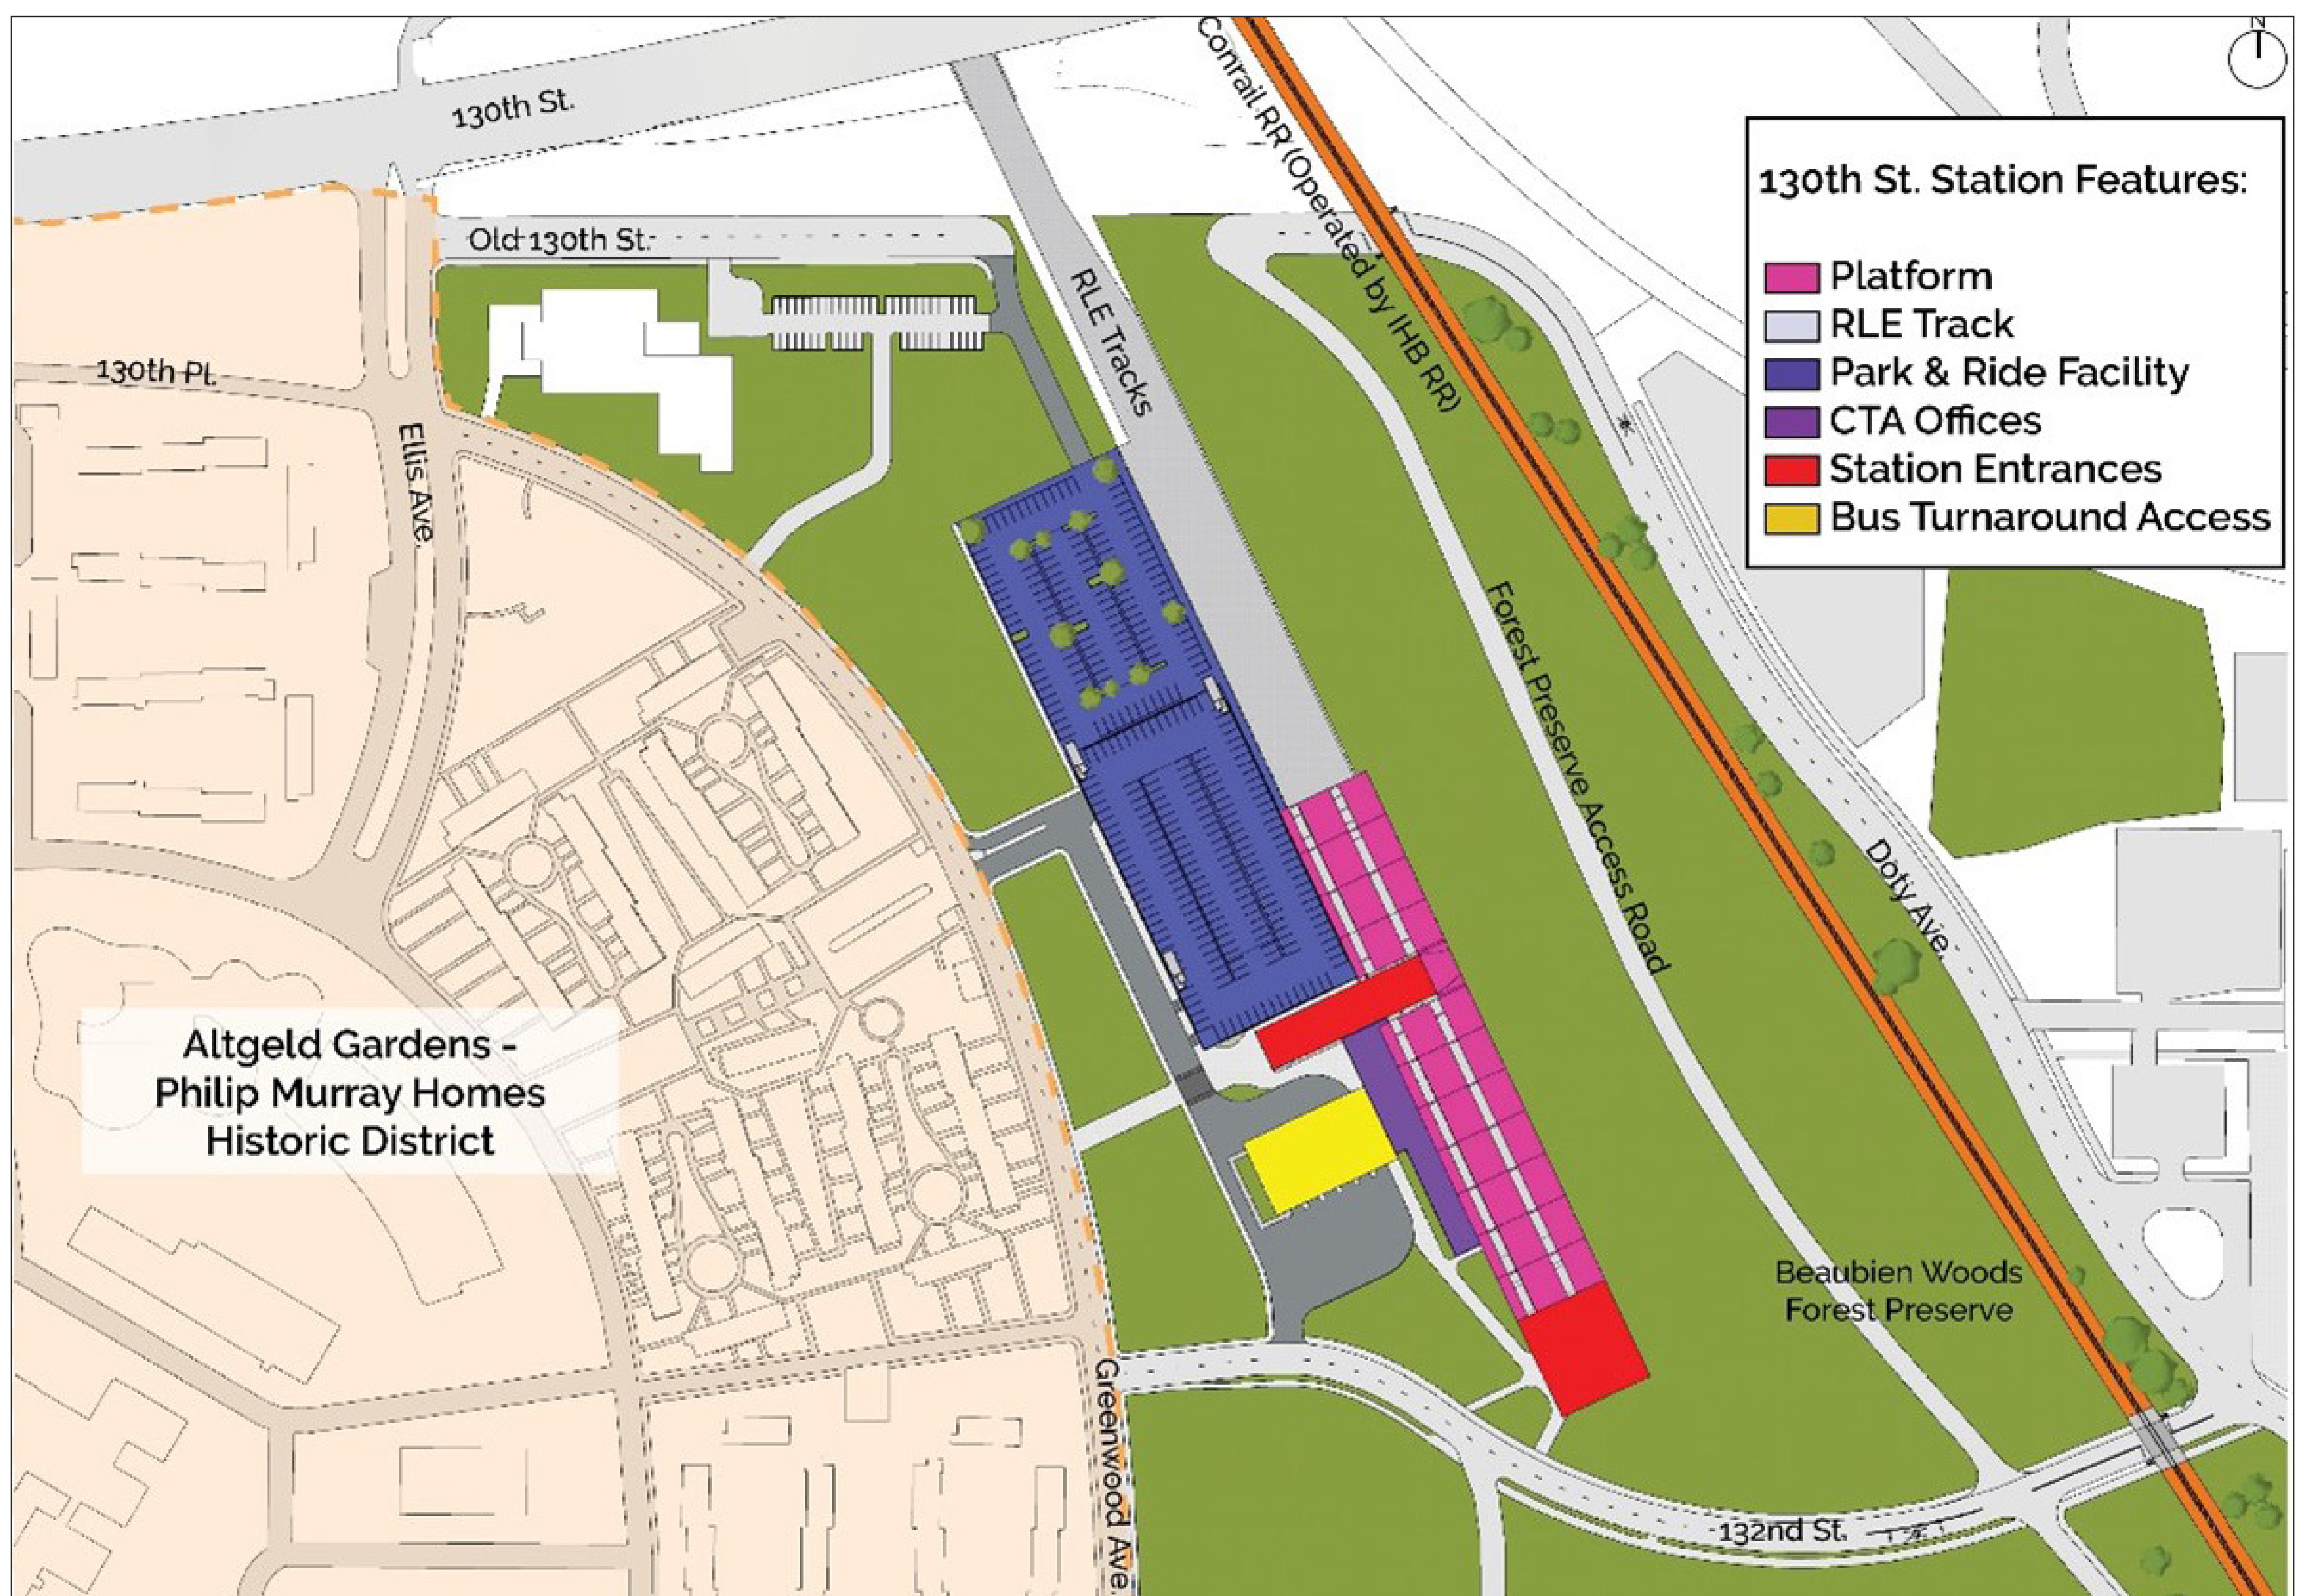 N
130th St.
Conrail RR (Operated by IHB RR)
130th St. Station Features:
Platform
RLE Track
Park & Ride Facility
CTA Offices
Station Entrances
Bus Turnaround Access
Old 130th St.
RLE Tracks
130th Pl.
Ellis Ave.
Forest Preserve Access Road
Doty Ave.
Altgeld Gardens -
Philip Murray Homes
Historic District
Beaubien Woods
Forest Preserve
Greenwood Ave.
132nd St.